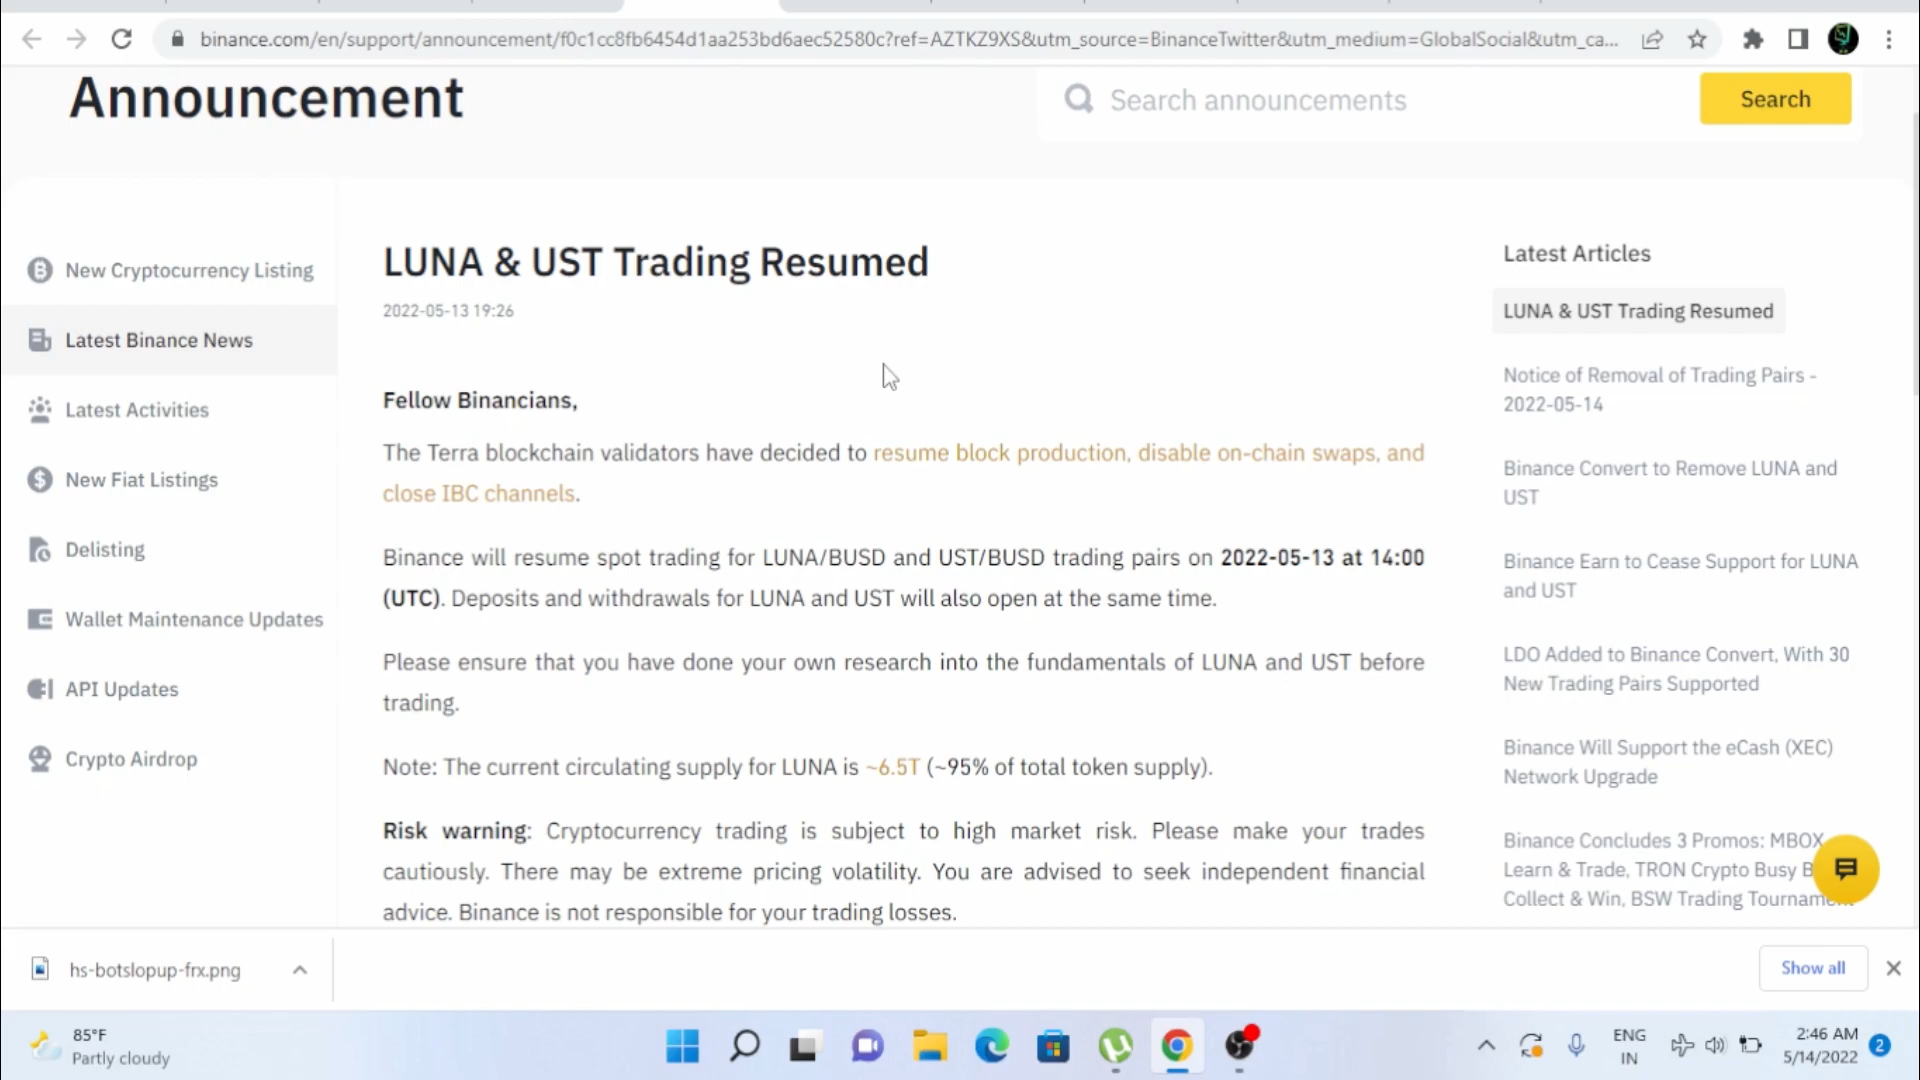 binance.com/en/support/announcement/f0c1cc8fb6454d1aa253bd6aec52580c?ref=AZTKZ9XS&utm_source=BinanceTwitter&utm_medium=GlobalSocial&utm_ca...
Announcement
Search announcements
Search
New Cryptocurrency Listing
Latest Binance News
Latest Activities
New Fiat Listings
Delisting
Wallet Maintenance Updates
API Updates
Crypto Airdrop
LUNA & UST Trading Resumed
2022-05-13 19:26
Fellow Binancians,
The Terra blockchain validators have decided to resume block production, disable on-chain swaps, and
close IBC channels.
Binance will resume spot trading for LUNA/BUSD and UST/BUSD trading pairs on 2022-05-13 at 14:00
(UTC). Deposits and withdrawals for LUNA and UST will also open at the same time.
Please ensure that you have done your own research into the fundamentals of LUNA and UST before
trading.
Note: The current circulating supply for LUNA is ~6.5T (~95% of total token supply).
Risk warning: Cryptocurrency trading is subject to high market risk. Please make your trades
cautiously. There may be extreme pricing volatility. You are advised to seek independent financial
advice. Binance is not responsible for your trading losses.
Latest Articles
LUNA & UST Trading Resumed
Notice of Removal of Trading Pairs -
2022-05-14
Binance Convert to Remove LUNA and
UST
Binance Earn to Cease Support for LUNA
and UST
LDO Added to Binance Convert, With 30
New Trading Pairs Supported
Binance Will Support the eCash (XEC)
Network Upgrade
Binance Concludes 3 Promos: MBOX
Learn & Trade, TRON Crypto Busy B
Collect & Win, BSW Trading Tournament
hs-botslopup-frx.png
Show all
85°F
Partly cloudy
ENG
IN
2:46 AM
5/14/2022
2